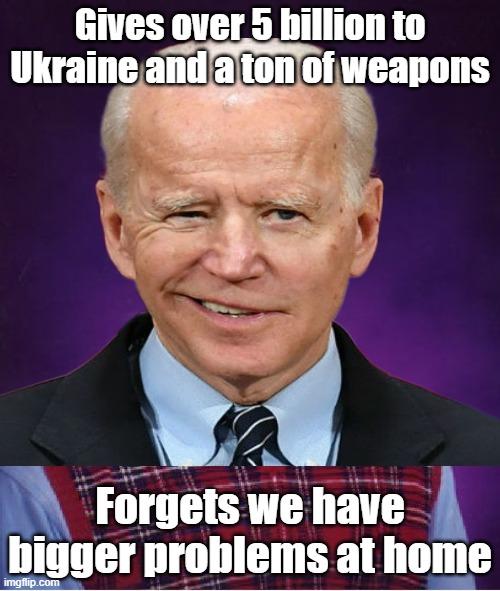 Gives over 5 billion to
Ukraine and a ton of weapons
Forgets we have
bigger problems at home
imgflip.com